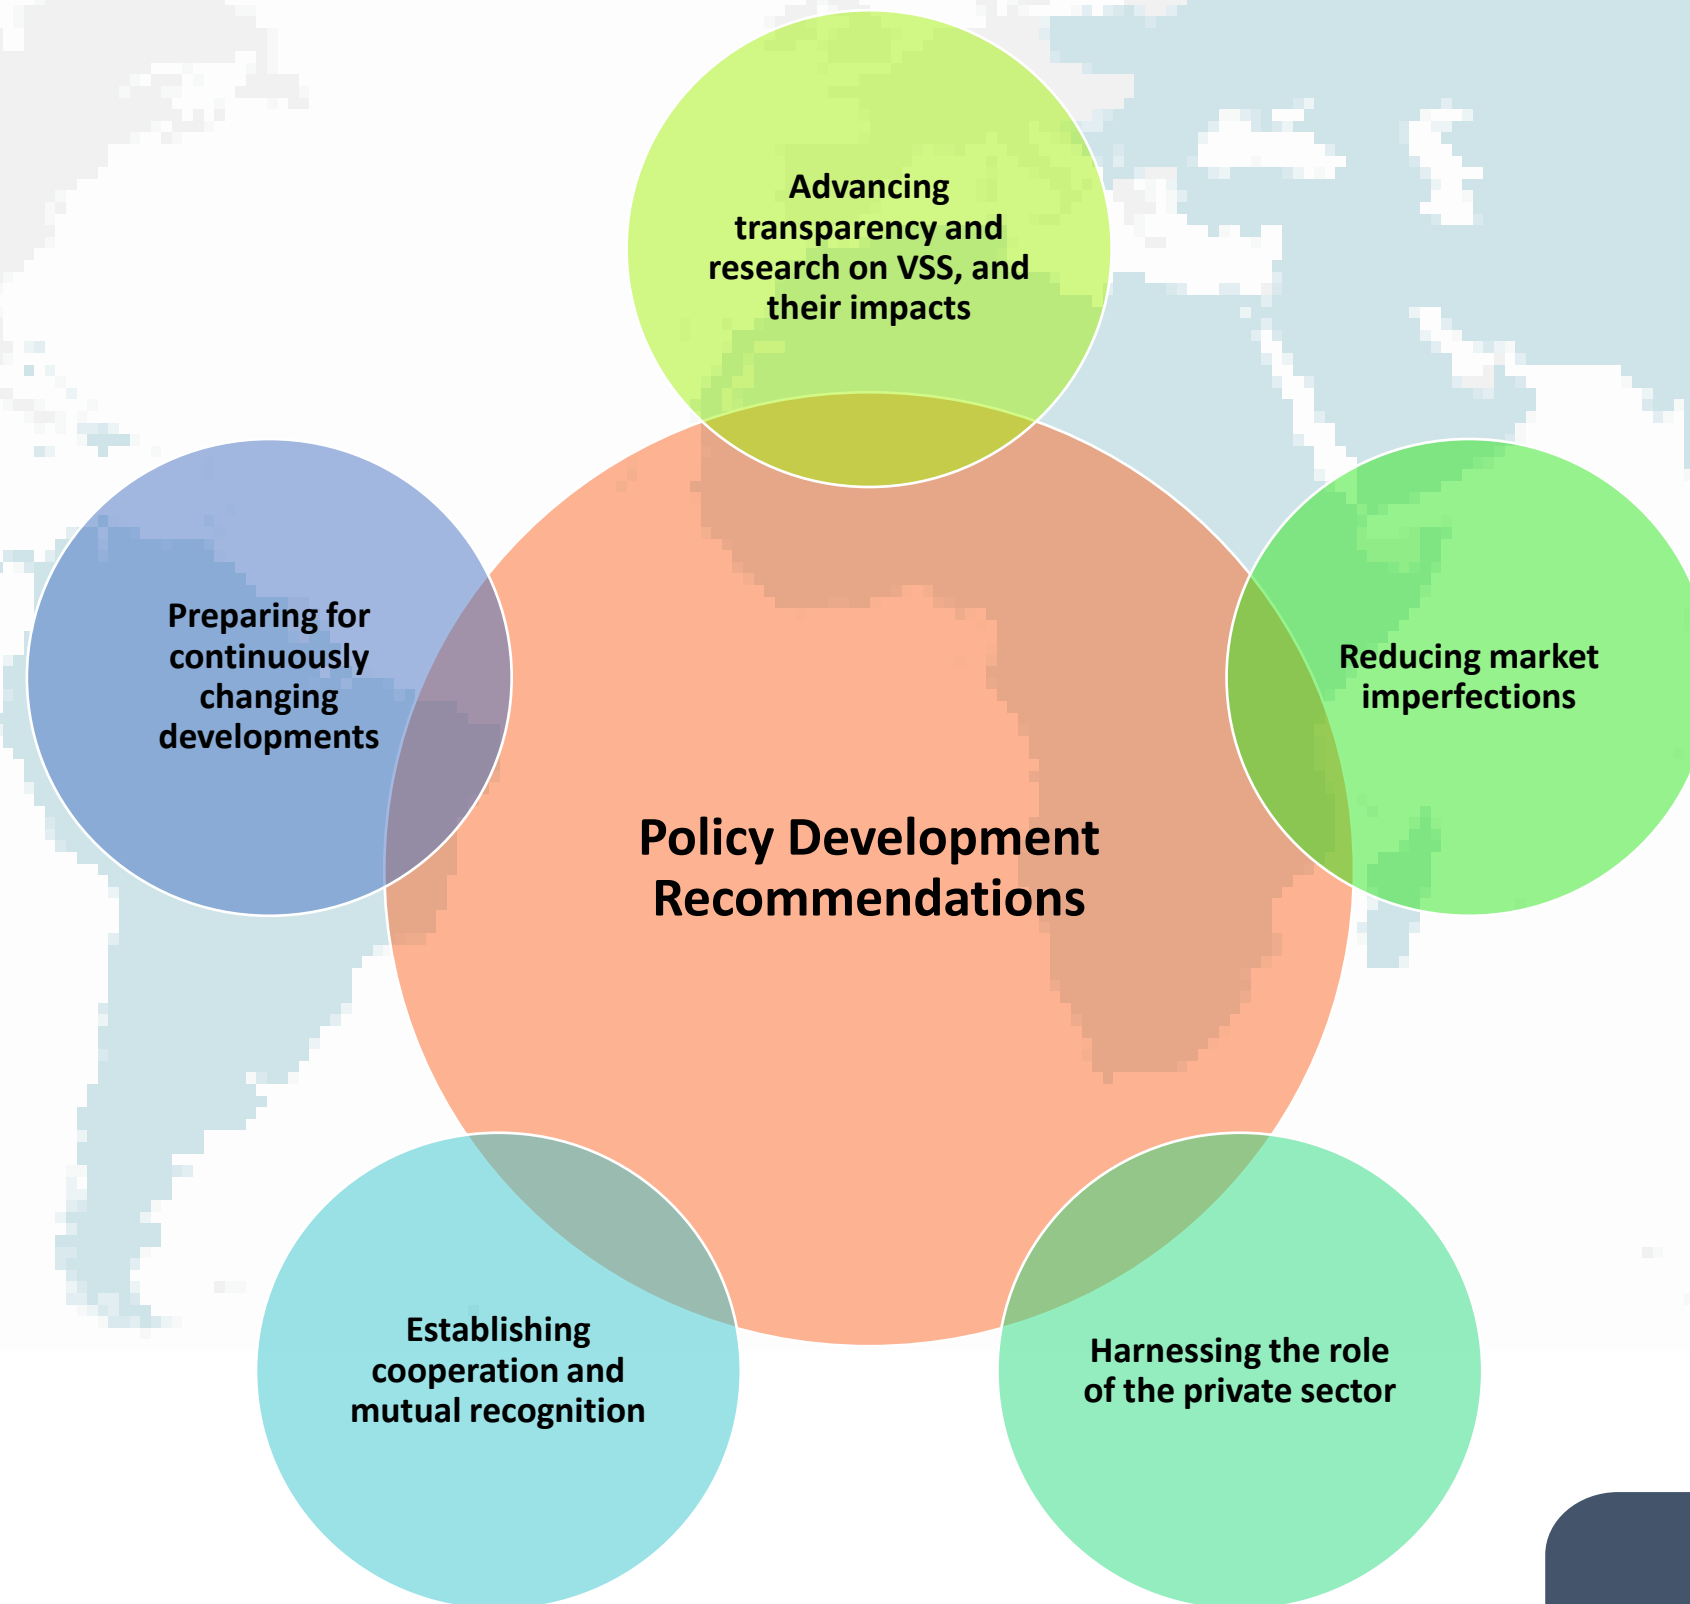 Advancing
transparency and
research on VSS, and
their impacts
Preparing for
continuously
changing
developments
Reducing market
imperfections
Policy Development
Recommendations
Establishing
cooperation and
mutual recognition
Harnessing the role
of the private sector